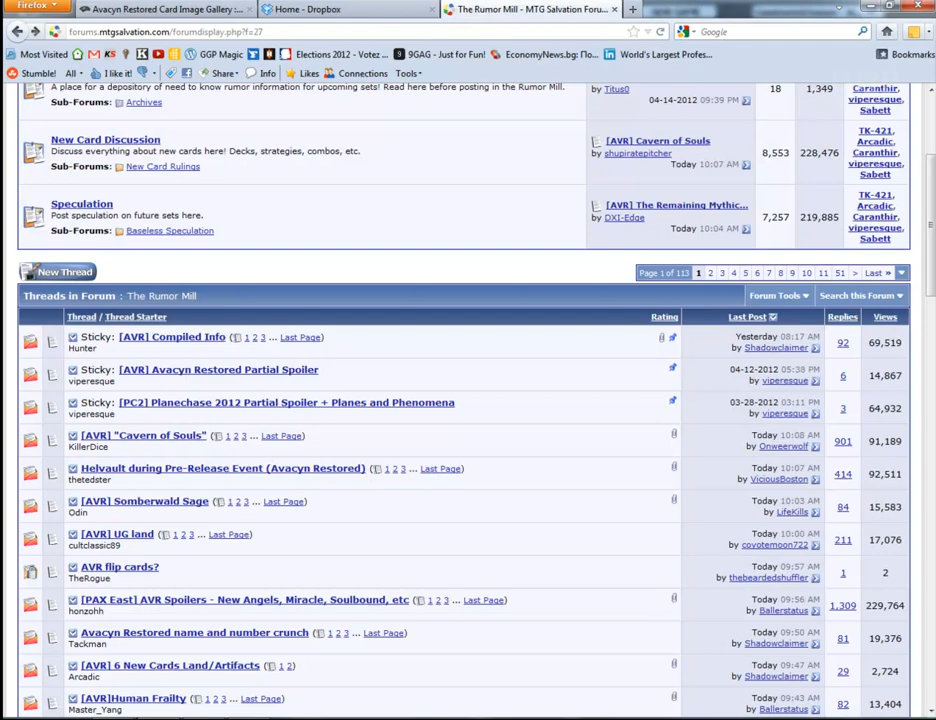 Firefox
Avacyn Restored Card Image Gallery :...
Home - Dropbox
The Rumor Mill - MTG Salvation Foru...
forums.mtgsalvation.com/forumdisplay.php?f=27
Google
Most Visited
GGP Magic
Elections 2012 - Votez ...
9GAG - Just for Fun!
EconomyNews.bg: По...
World's Largest Profes...
Bookmarks
Stumble! All I like it! Share Info Likes Connections Tools
A place for a depository of need to know rumor information for upcoming sets! Read here before posting in the Rumor Mill.
Sub-Forums: Archives
by Titus0
04-14-2012 09:39 PM
18
1,349
Caranthir,
viperesque,
Sabett
New Card Discussion
Discuss everything about new cards here! Decks, strategies, combos, etc.
Sub-Forums: New Card Rulings
[AVR] Cavern of Souls
by shupiratepitcher
Today 10:07 AM
8,553
228,476
TK-421,
Arcadic,
Caranthir,
viperesque,
Sabett
Speculation
Post speculation on future sets here.
Sub-Forums: Baseless Speculation
[AVR] The Remaining Mythic...
by DXI-Edge
Today 10:04 AM
7,257
219,885
TK-421,
Arcadic,
Caranthir,
viperesque,
Sabett
New Thread
Page 1 of 113 1 2 3 4 5 6 7 8 9 10 11 51 > Last »
Threads in Forum : The Rumor Mill
Forum Tools
Search this Forum
Thread / Thread Starter
Rating
Last Post
Replies
Views
Sticky: [AVR] Compiled Info ( 1 2 3 ... Last Page)
Hunter
Yesterday 08:17 AM
by Shadowclaimer
92
69,519
Sticky: [AVR] Avacyn Restored Partial Spoiler
viperesque
04-12-2012 05:38 PM
by viperesque
6
14,867
Sticky: [PC2] Planechase 2012 Partial Spoiler + Planes and Phenomena
viperesque
03-28-2012 03:11 PM
by viperesque
3
64,932
[AVR] "Cavern of Souls" ( 1 2 3 ... Last Page)
KillerDice
Today 10:08 AM
by Onweerwolf
901
91,189
Helvault during Pre-Release Event (Avacyn Restored) ( 1 2 3 ... Last Page)
thetedster
Today 10:07 AM
by ViciousBoston
414
92,511
[AVR] Somberwald Sage ( 1 2 3 ... Last Page)
Odin
Today 10:03 AM
by LifeKills
84
15,583
[AVR] UG land ( 1 2 3 ... Last Page)
cultclassic89
Today 10:00 AM
by coyotemoon722
211
17,076
AVR flip cards?
TheRogue
Today 09:57 AM
by thebeardedshuffler
1
2
[PAX East] AVR Spoilers - New Angels, Miracle, Soulbound, etc ( 1 2 3 ... Last Page)
honzohh
Today 09:56 AM
by Ballerstatus
1,309
229,764
Avacyn Restored name and number crunch ( 1 2 3 ... Last Page)
Tackman
Today 09:50 AM
by Shadowclaimer
81
19,376
[AVR] 6 New Cards Land/Artifacts ( 1 2)
Arcadic
Today 09:47 AM
by Shadowclaimer
29
2,724
[AVR]Human Frailty ( 1 2 3 ... Last Page)
Master_Yang
Today 09:43 AM
by Ballerstatus
82
13,404